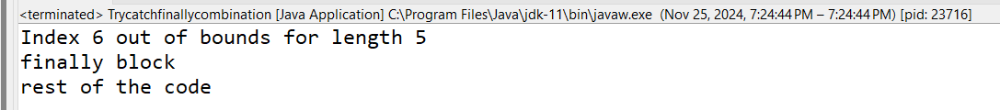 <terminated> Trycatchfinallycombination [Java Application] C:\Program Files\Java\jdk-11\bin\javaw.exe (Nov 25, 2024, 7:24:44 PM – 7:24:44 PM) [pid: 23716]
Index 6 out of bounds for length 5
finally block
rest of the code